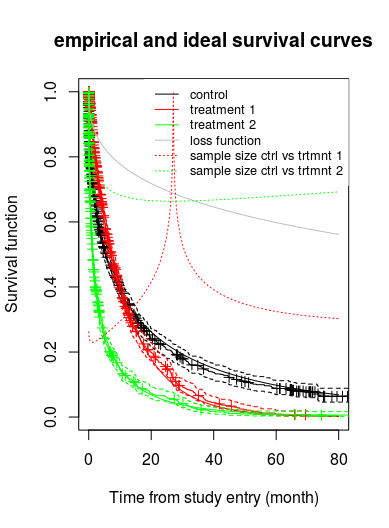 empirical and ideal survival curves
control
treatment 1
treatment 2
loss function
sample size ctrl vs trtmnt 1
sample size ctrl vs trtmnt 2
Survival function
1.0
0.8
0.6
0.4
0.2
0.0
0 20 40 60 80
Time from study entry (month)